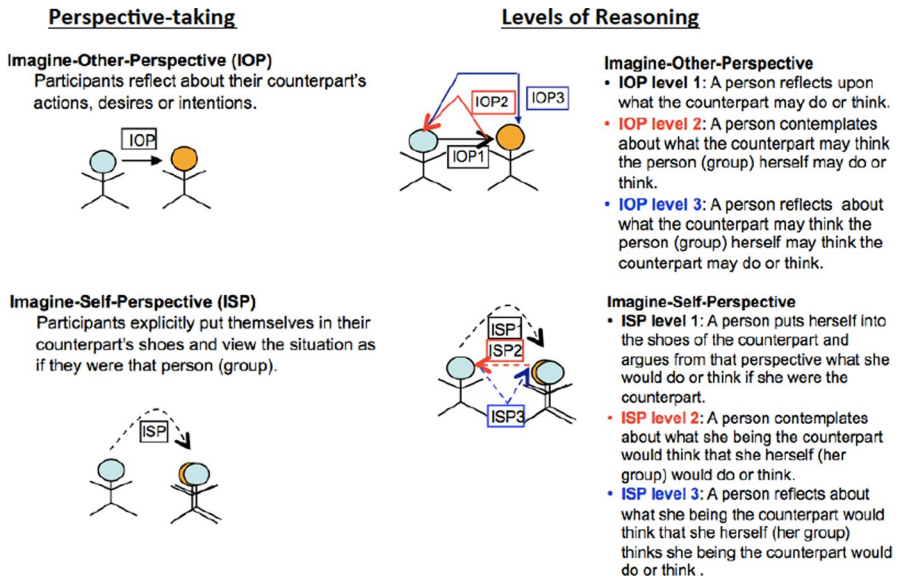 Perspective-taking
Imagine-Other-Perspective (IOP)
Participants reflect about their counterpart's
actions, desires or intentions.
IOP
Imagine-Self-Perspective (ISP)
Participants explicitly put themselves in their
counterpart's shoes and view the situation as
if they were that person (group).
ISP
Levels of Reasoning
IOP2
IOP3
IOP1
Imagine-Other-Perspective
• IOP level 1: A person reflects upon
what the counterpart may do or think.
• IOP level 2: A person contemplates
about what the counterpart may think
the person (group) herself may do or
think.
• IOP level 3: A person reflects about
what the counterpart may think the
person (group) herself may think the
counterpart may do or think.
ISP1
ISP2
ISP3
Imagine-Self-Perspective
• ISP level 1: A person puts herself into
the shoes of the counterpart and
argues from that perspective what she
would do or think if she were the
counterpart.
• ISP level 2: A person contemplates
about what she being the counterpart
would think that she herself (her
group) would do or think.
• ISP level 3: A person reflects about
what she being the counterpart would
think that she herself (her group)
thinks she being the counterpart would
do or think .